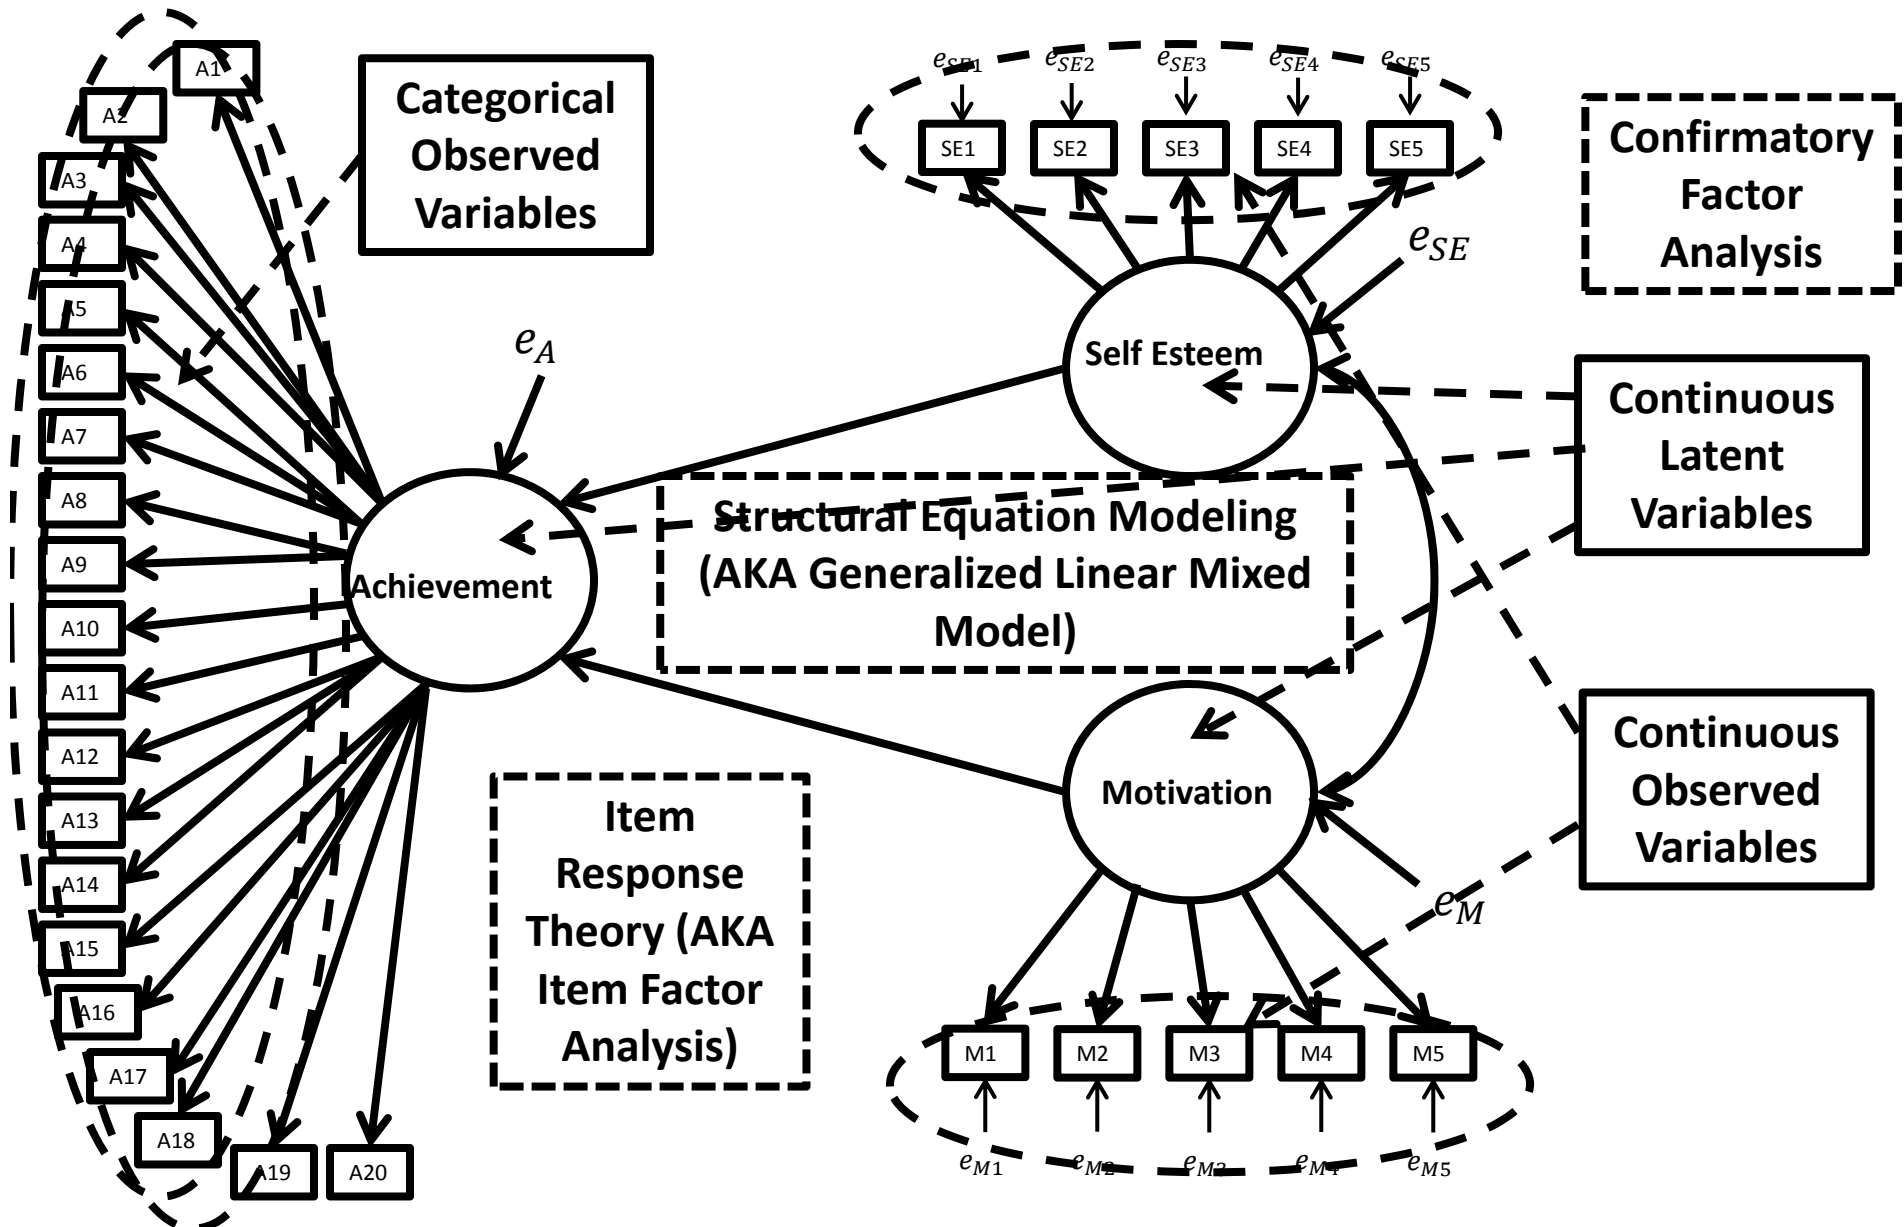 A1
A2
A3
A4
A5
A6
A7
A8
A9
A10
A11
A12
A13
A14
A15
A16
A17
A18
A19
A20
Categorical
Observed
Variables
e_A
Achievement
e_SE1
e_SE2
e_SE3
e_SE4
e_SE5
SE1
SE2
SE3
SE4
SE5
e_SE
Self Esteem
Structural Equation Modeling
(AKA Generalized Linear Mixed
Model)
Item
Response
Theory (AKA
Item Factor
Analysis)
Motivation
e_M
M1
M2
M3
M4
M5
e_M1
e_M2
e_M3
e_M4
e_M5
Confirmatory
Factor
Analysis
Continuous
Latent
Variables
Continuous
Observed
Variables